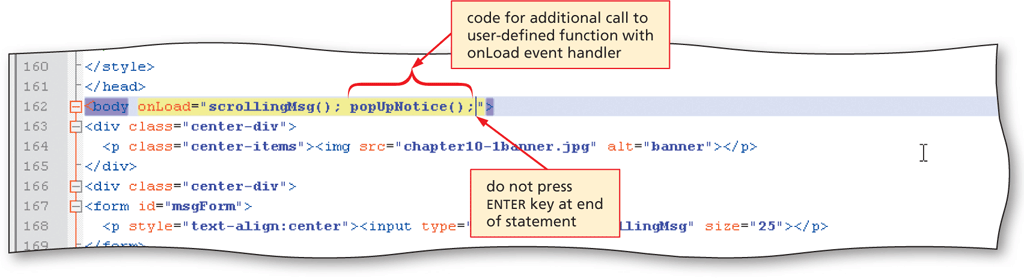 code for additional call to
user-defined function with
onLoad event handler
160 </style>
161 </head>
162 <body onLoad="scrollingMsg(); popUpNotice();">
163 <div class="center-div">
164 <p class="center-items"><img src="chapter10-1banner.jpg" alt="banner"></p>
165 </div>
166 <div class="center-div">
do not press
ENTER key at end
of statement
167 <form id="msgForm">
168 <p style="text-align:center"><input type= llingMsg" size="25"></p>
169 </form>